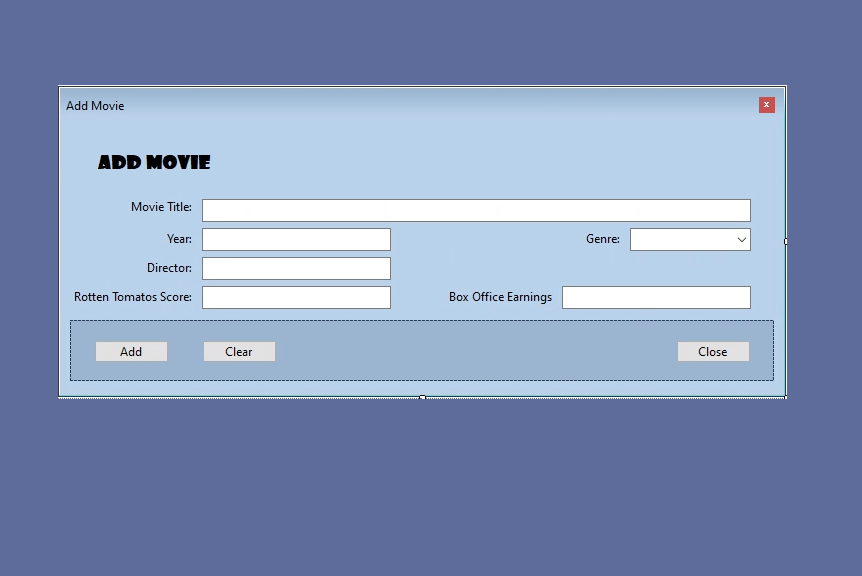 Add Movie
x
ADD MOVIE
Movie Title:
Year:
Genre:
Director:
Rotten Tomatos Score:
Box Office Earnings
Add
Clear
Close